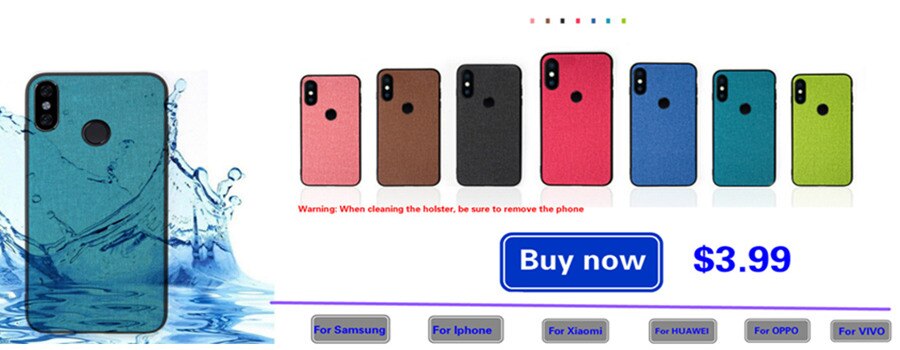 Warning: When cleaning the holster, be sure to remove the phone
Buy now $3.99
For Samsung For Iphone For Xiaomi For HUAWEI For OPPO For VIVO